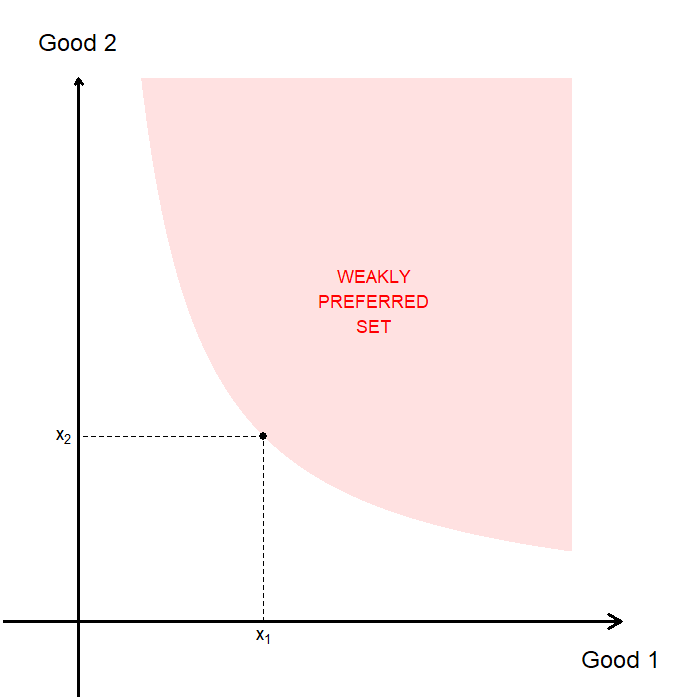 Good 2
WEAKLY
PREFERRED
SET
x₂
x₁
Good 1